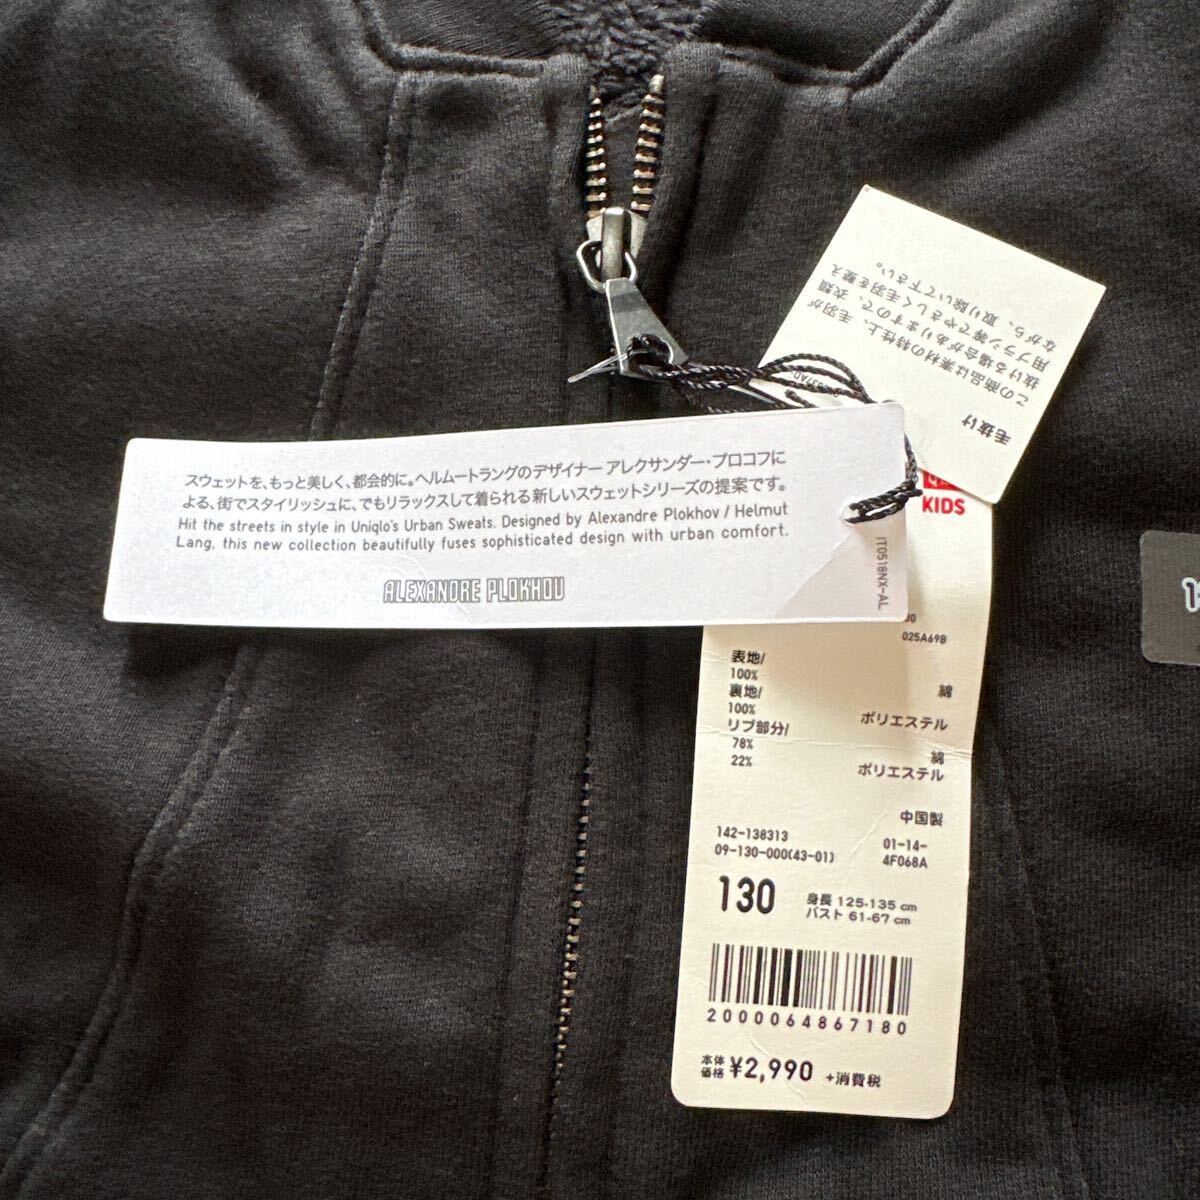 スウェットを、もっと美しく、都会的に。ヘルムートラングのデザイナー アレクサンダー・プロコフに
よる、街でスタイリッシュに、でもリラックスして着られる新しいスウェットシリーズの提案です。
Hit the streets in style in Uniqlo's Urban Sweats. Designed by Alexandre Plokhov / Helmut
Lang, this new collection beautifully fuses sophisticated design with urban comfort.
ALEXANDRE PLOKHOV
IT0518NX-AL
毛抜け
この商品は素材の特性上、毛羽が
抜ける場合がありますので、衣類
用ブラシ等でやさしく毛羽を整え
ながら、取り除いて下さい。
KIDS
025A69B
表地/
100% 綿
裏地/
100% ポリエステル
リブ部分/
78% 綿
22% ポリエステル
中国製
142-138313 01-14-
09-130-000(43-01) 4F068A
130 身長 125-135 cm
バスト 61-67 cm
2000064867180
本体価格 ¥2,990 +消費税